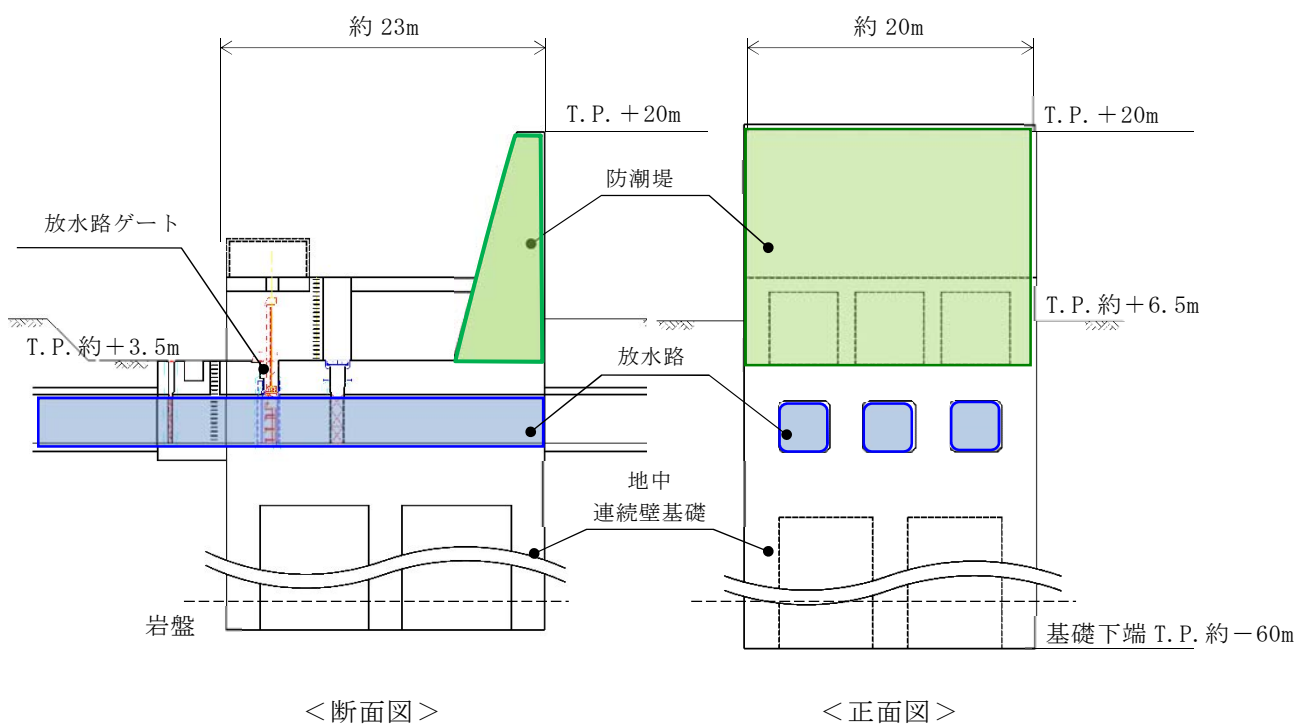 約 23m
約 20m
T.P.＋20m
T.P.＋20m
防潮堤
放水路ゲート
T.P.約＋6.5m
T.P.約＋3.5m
放水路
地中
連続壁基礎
岩盤
基礎下端 T.P.約－60m
＜断面図＞
＜正面図＞